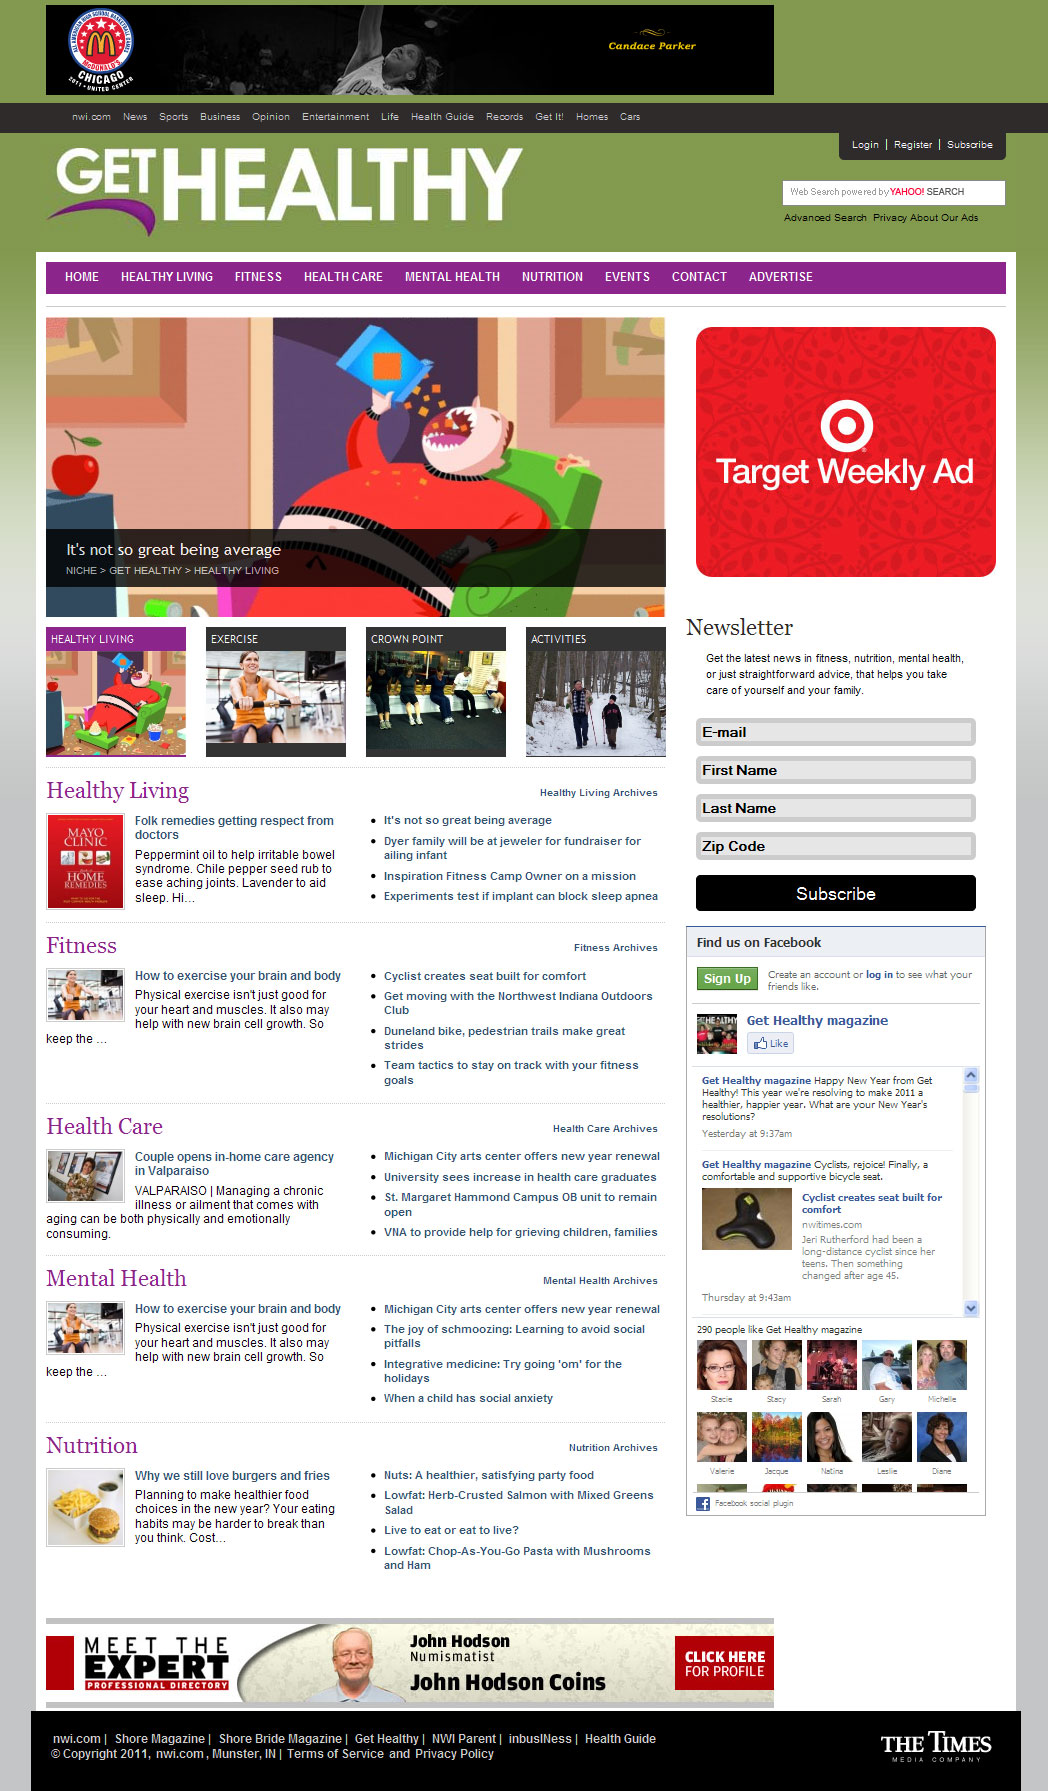 ALL AMERICAN HIGH SCHOOL BASKETBALL GAMES
McDONALD'S
CHICAGO
2011 • UNITED CENTER
Candace Parker
nwi.com News Sports Business Opinion Entertainment Life Health Guide Records Get It! Homes Cars
Login | Register | Subscribe
GET HEALTHY
Web Search powered by YAHOO! SEARCH
Advanced Search Privacy About Our Ads
HOME HEALTHY LIVING FITNESS HEALTH CARE MENTAL HEALTH NUTRITION EVENTS CONTACT ADVERTISE
It's not so great being average
NICHE > GET HEALTHY > HEALTHY LIVING
Target Weekly Ad
HEALTHY LIVING
EXERCISE
CROWN POINT
ACTIVITIES
Healthy Living
Healthy Living Archives
MAYO
CLINIC
HOME
REMEDIES
Folk remedies getting respect from
doctors
Peppermint oil to help irritable bowel
syndrome. Chile pepper seed rub to
ease aching joints. Lavender to aid
sleep. Hi...
It's not so great being average
Dyer family will be at jeweler for fundraiser for
ailing infant
Inspiration Fitness Camp Owner on a mission
Experiments test if implant can block sleep apnea
Fitness
Fitness Archives
How to exercise your brain and body
Physical exercise isn't just good for
your heart and muscles. It also may
help with new brain cell growth. So
keep the ...
Cyclist creates seat built for comfort
Get moving with the Northwest Indiana Outdoors
Club
Duneland bike, pedestrian trails make great
strides
Team tactics to stay on track with your fitness
goals
Health Care
Health Care Archives
Couple opens in-home care agency
in Valparaiso
VALPARAISO | Managing a chronic
illness or ailment that comes with
aging can be both physically and emotionally
consuming.
Michigan City arts center offers new year renewal
University sees increase in health care graduates
St. Margaret Hammond Campus OB unit to remain
open
VNA to provide help for grieving children, families
Mental Health
Mental Health Archives
How to exercise your brain and body
Physical exercise isn't just good for
your heart and muscles. It also may
help with new brain cell growth. So
keep the ...
Michigan City arts center offers new year renewal
The joy of schmoozing: Learning to avoid social
pitfalls
Integrative medicine: Try going 'om' for the
holidays
When a child has social anxiety
Nutrition
Nutrition Archives
Why we still love burgers and fries
Planning to make healthier food
choices in the new year? Your eating
habits may be harder to break than
you think. Cost...
Nuts: A healthier, satisfying party food
Lowfat: Herb-Crusted Salmon with Mixed Greens
Salad
Live to eat or eat to live?
Lowfat: Chop-As-You-Go Pasta with Mushrooms
and Ham
Newsletter
Get the latest news in fitness, nutrition, mental health,
or just straightforward advice, that helps you take
care of yourself and your family.
E-mail
First Name
Last Name
Zip Code
Subscribe
Find us on Facebook
Sign Up
Create an account or log in to see what your
friends like.
Get Healthy magazine
Like
Get Healthy magazine Happy New Year from Get
Healthy! This year we're resolving to make 2011 a
healthier, happier year. What are your New Year's
resolutions?
Yesterday at 9:37am
Get Healthy magazine Cyclists, rejoice! Finally, a
comfortable and supportive bicycle seat.
Cyclist creates seat built for
comfort
nwitimes.com
Jeri Rutherford had been a
long-distance cyclist since her
teens. Then something
changed after age 45.
Thursday at 9:43am
290 people like Get Healthy magazine
Stacie Stacy Sarah Gary Michelle
Valerie Jacque Natina Leslie Diane
Facebook social plugin
MEET THE
EXPERT
PROFESSIONAL DIRECTORY
John Hodson
Numismatist
John Hodson Coins
CLICK HERE
FOR PROFILE
nwi.com | Shore Magazine | Shore Bride Magazine | Get Healthy | NWI Parent | inbusINess | Health Guide
© Copyright 2011, nwi.com , Munster, IN | Terms of Service and Privacy Policy
THE TIMES
MEDIA COMPANY